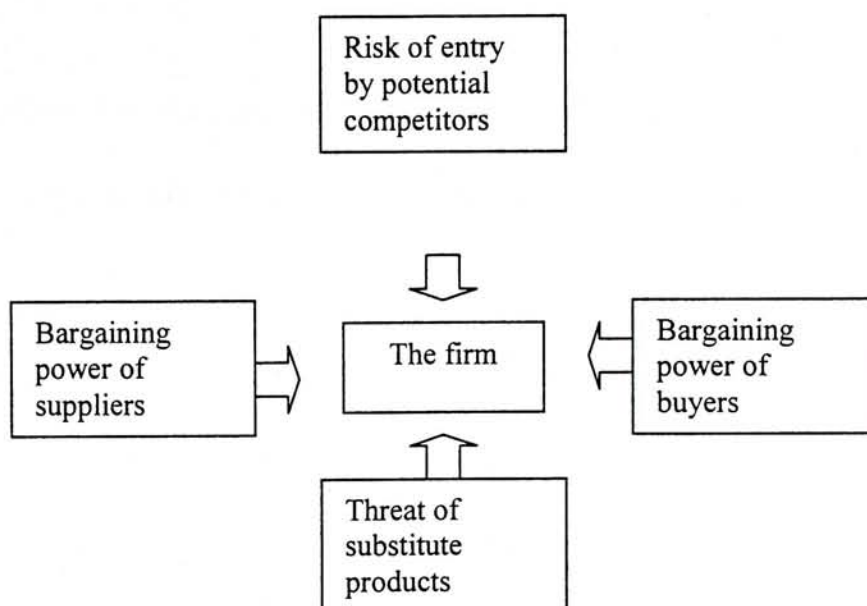 Risk of entry
by potential
competitors
Bargaining
power of
suppliers
The firm
Bargaining
power of
buyers
Threat of
substitute
products